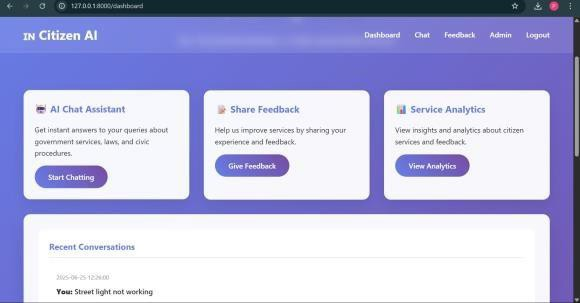 127.0.0.1:8000/dashboard
IN Citizen AI
Dashboard Chat Feedback Admin Logout
AI Chat Assistant
Get instant answers to your queries about
government services, laws, and civic
procedures.
Start Chatting
Share Feedback
Help us improve services by sharing your
experience and feedback.
Give Feedback
Service Analytics
View insights and analytics about citizen
services and feedback.
View Analytics
Recent Conversations
2025-06-25 12:26:00
You: Street light not working